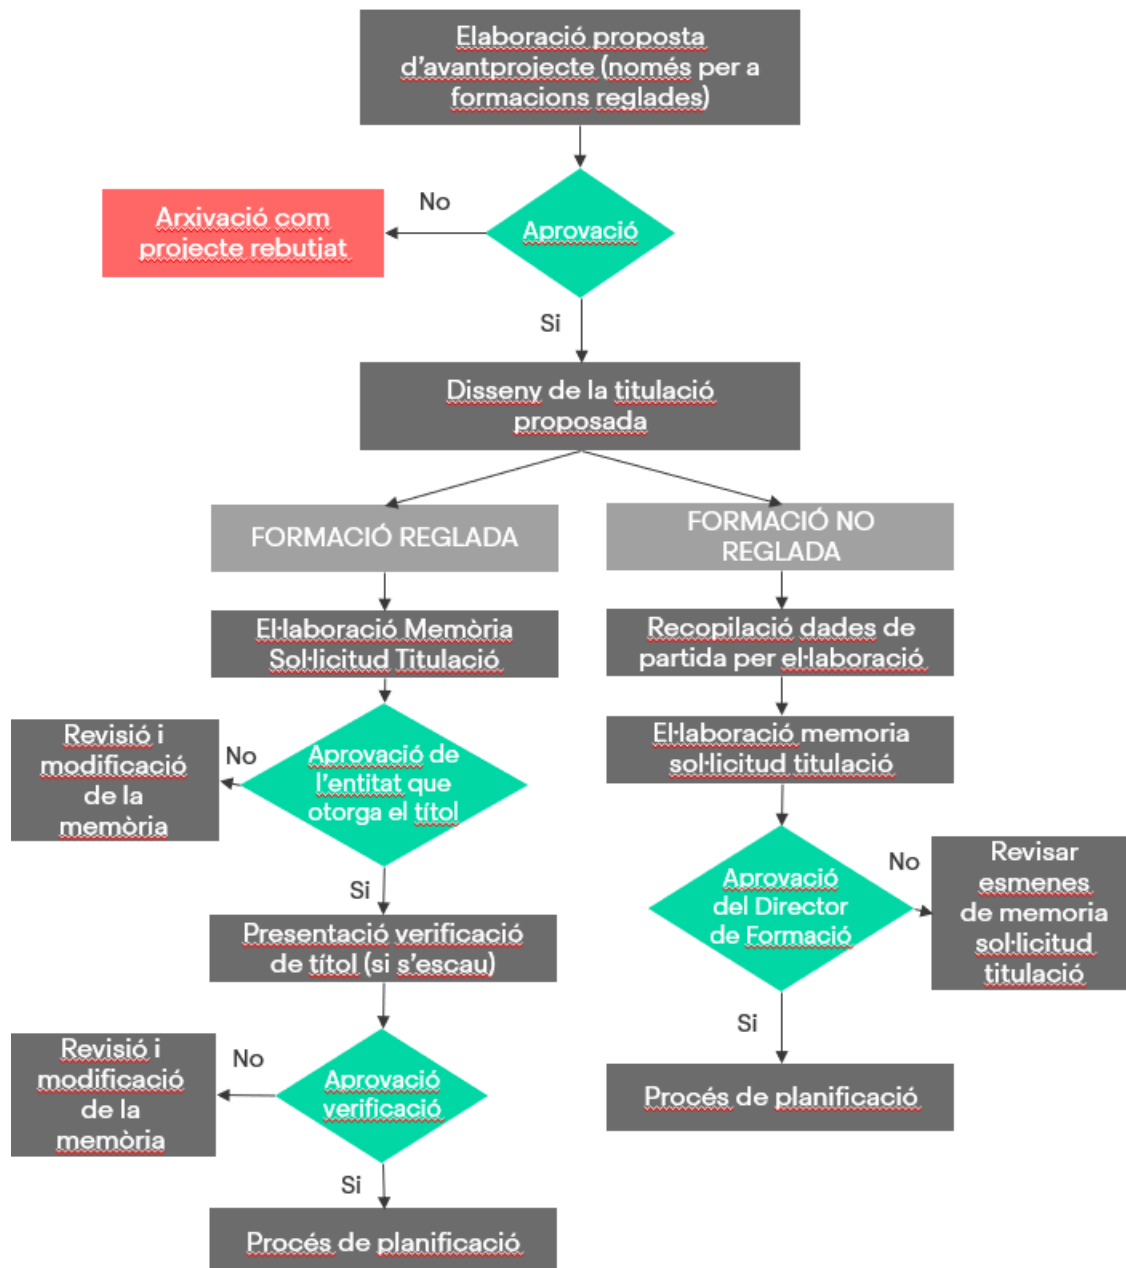 Elaboració proposta
d'avantprojecte (només per a
formacions reglades)
No
Arxivació com
projecte rebutjat
Aprovació
Si
Disseny de la titulació
proposada
FORMACIÓ REGLADA
FORMACIÓ NO
REGLADA
El·laboració Memòria
Sol·licitud Titulació
Recopilació dades de
partida per el·laboració
Revisió i
modificació
de la
memòria
No
Aprovació de
l'entitat que
otorga el títol
El·laboració memoria
sol·licitud titulació
Si
Aprovació
del Director
de Formació
No
Revisar
esmenes
de memoria
sol·licitud
titulació
Presentació verificació
de títol (si s'escau)
Si
Revisió i
modificació
de la
memòria
No
Aprovació
verificació
Procés de planificació
Si
Procés de planificació